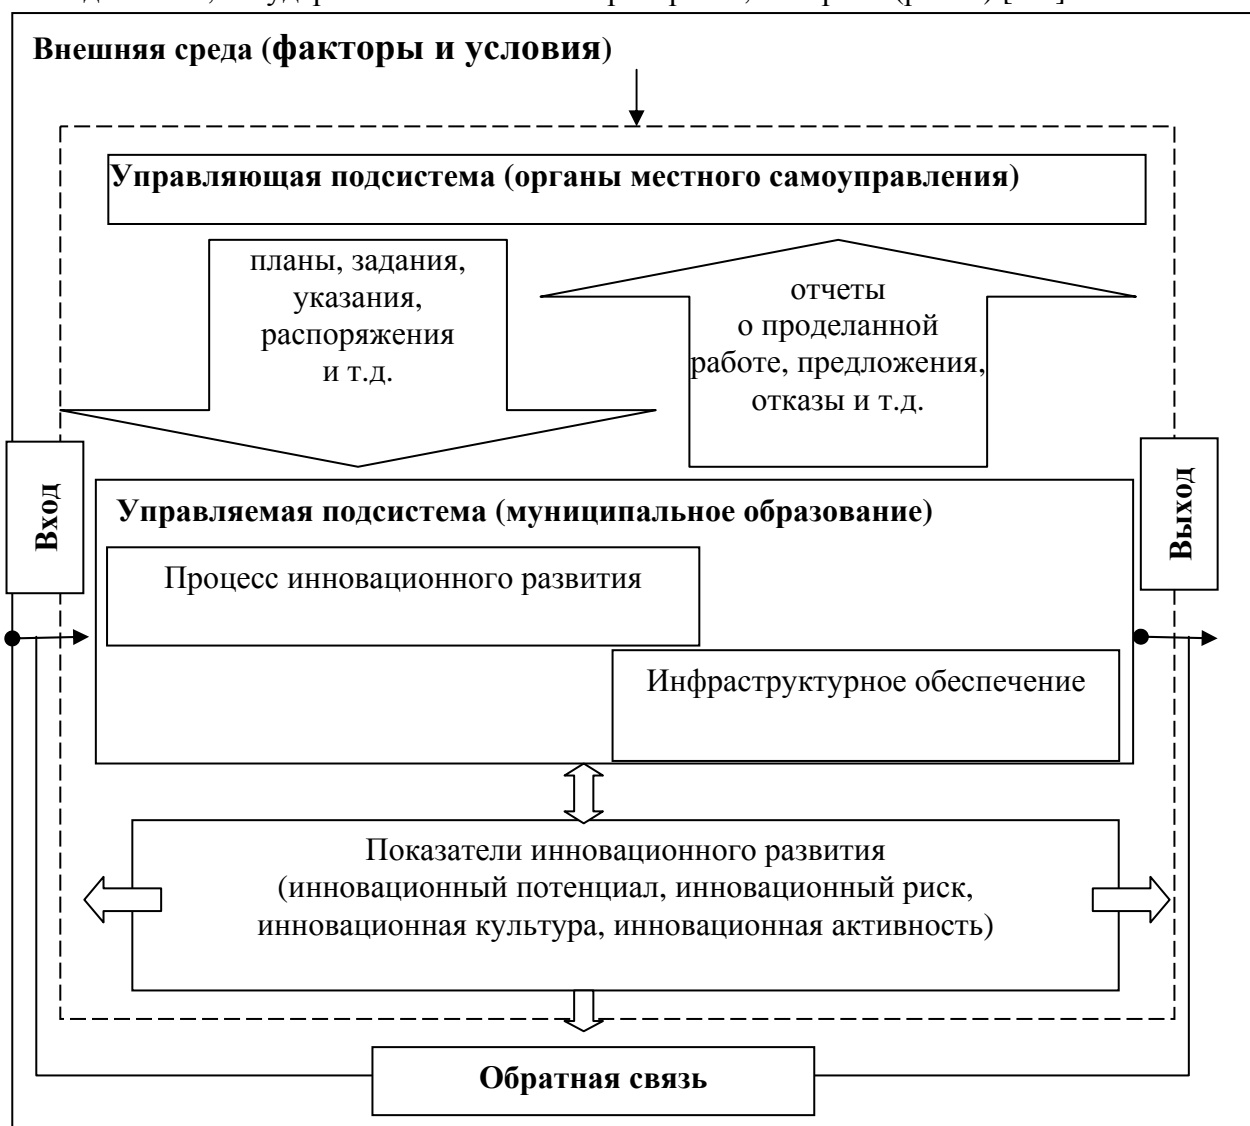 Внешняя среда (факторы и условия)
Управляющая подсистема (органы местного самоуправления)
планы, задания,
указания,
распоряжения
и т.д.
отчеты
о проделанной
работе, предложения,
отказы и т.д.
Вход
Выход
Управляемая подсистема (муниципальное образование)
Процесс инновационного развития
Инфраструктурное обеспечение
Показатели инновационного развития
(инновационный потенциал, инновационный риск,
инновационная культура, инновационная активность)
Обратная связь